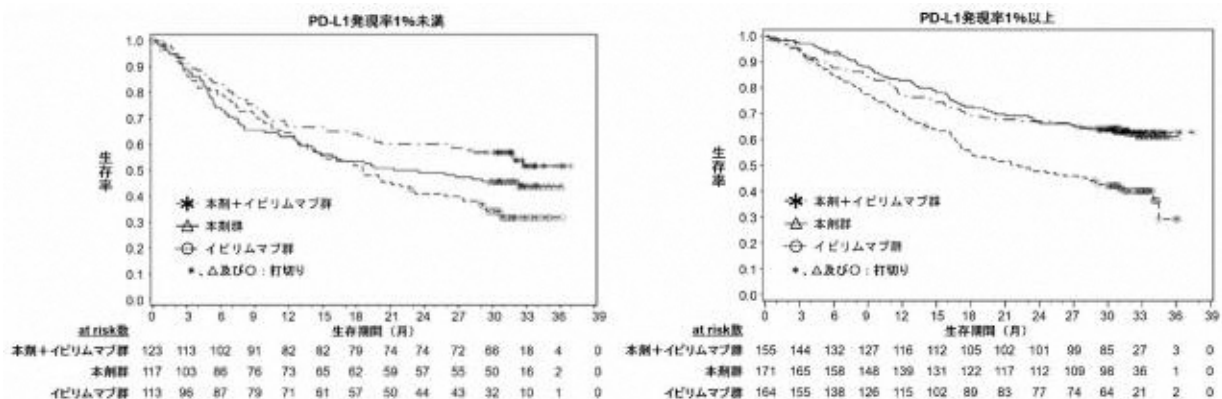 PD-L1発現率1%未満
1.0
0.9
0.8
0.7
0.6
0.5
0.4
0.3
0.2
0.1
0.0
生存率
本剤+イピリムマブ群
本剤群
イピリムマブ群
*、△及び○:打切り
0 3 6 9 12 15 18 21 24 27 30 33 36 39
at risk数
生存期間(月)
本剤+イピリムマブ群 123 113 102 91 82 82 79 74 74 72 66 18 4 0
本剤群 117 103 86 76 73 65 62 59 57 55 50 16 2 0
イピリムマブ群 113 96 87 79 71 61 57 50 44 43 32 10 1 0
PD-L1発現率1%以上
1.0
0.9
0.8
0.7
0.6
0.5
0.4
0.3
0.2
0.1
0.0
生存率
本剤+イピリムマブ群
本剤群
イピリムマブ群
*、△及び○:打切り
0 3 6 9 12 15 18 21 24 27 30 33 36 39
at risk数
生存期間(月)
本剤+イピリムマブ群 155 144 132 127 116 112 105 102 101 99 85 27 3 0
本剤群 171 165 158 148 139 131 122 117 112 109 98 36 1 0
イピリムマブ群 164 155 138 126 115 102 89 83 77 74 64 21 2 0